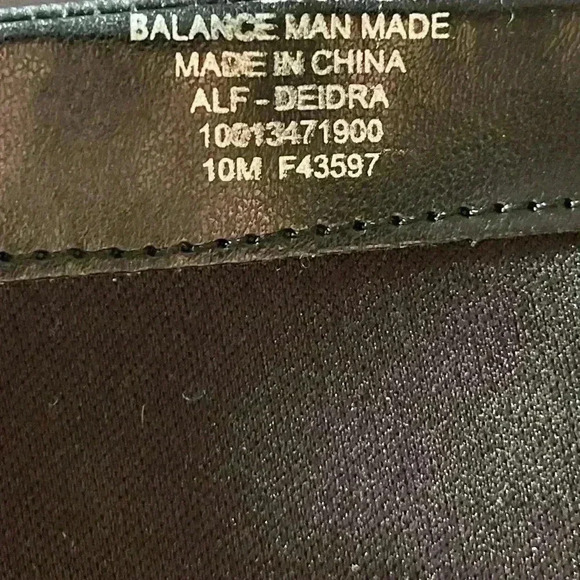 BALANCE MAN MADE
MADE IN CHINA
ALF - DEIDRA
10013471900
10M F43597